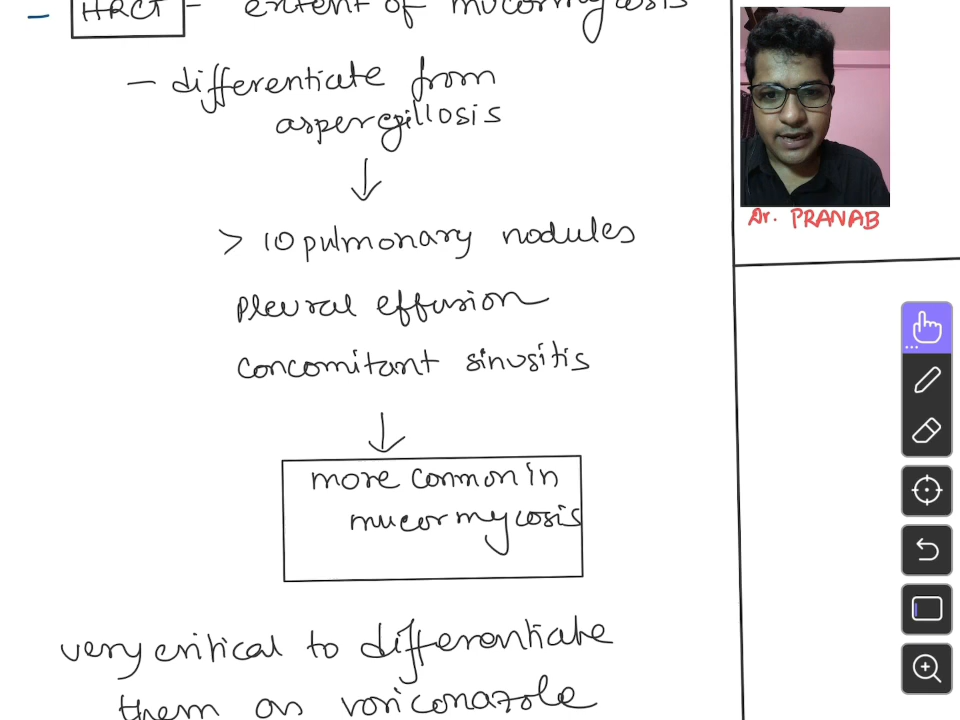 - HRCT - extent of mucormycosis
- differentiate from
aspergillosis
↓
> 10 pulmonary nodules
pleural effusion
concomitant sinusitis
↓
more common in
mucormycosis
very critical to differentiate
them as voriconazole
Dr. PRANAB